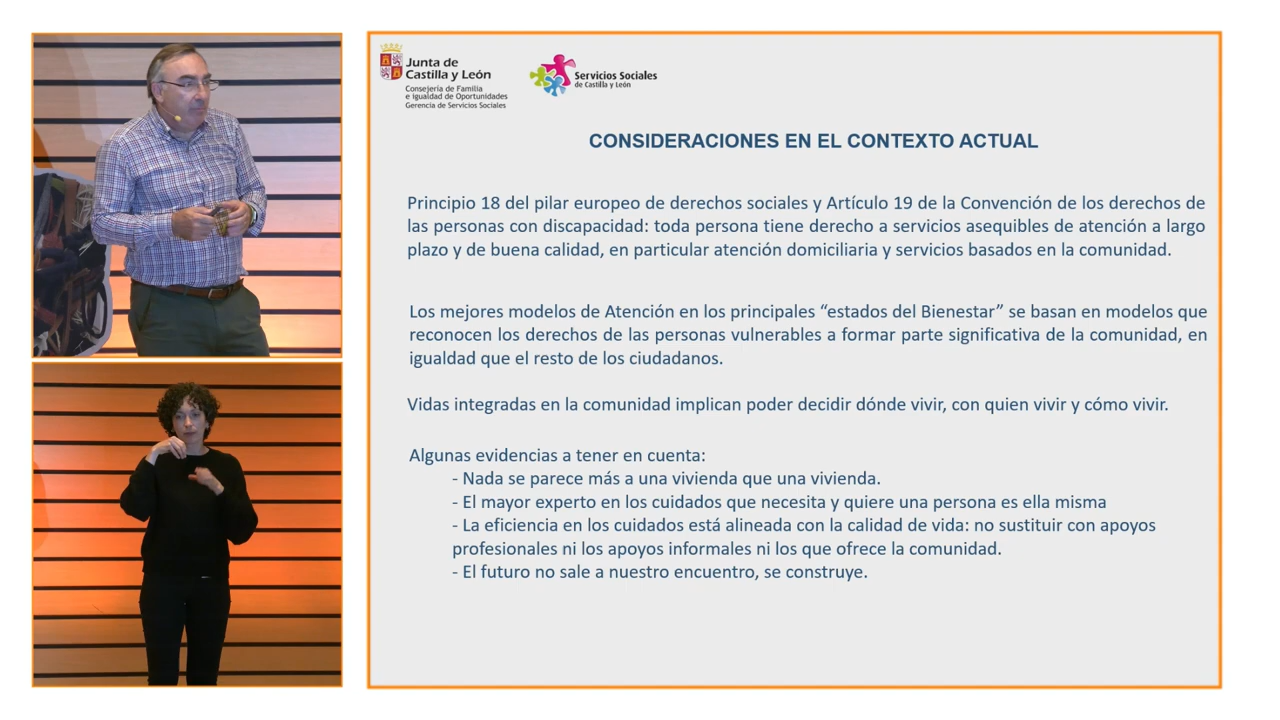 Junta de
Castilla y León
Consejería de Familia
e Igualdad de Oportunidades
Gerencia de Servicios Sociales
Servicios Sociales
de Castilla y León
CONSIDERACIONES EN EL CONTEXTO ACTUAL
Principio 18 del pilar europeo de derechos sociales y Artículo 19 de la Convención de los derechos de
las personas con discapacidad: toda persona tiene derecho a servicios asequibles de atención a largo
plazo y de buena calidad, en particular atención domiciliaria y servicios basados en la comunidad.
Los mejores modelos de Atención en los principales “estados del Bienestar” se basan en modelos que
reconocen los derechos de las personas vulnerables a formar parte significativa de la comunidad, en
igualdad que el resto de los ciudadanos.
Vidas integradas en la comunidad implican poder decidir dónde vivir, con quien vivir y cómo vivir.
Algunas evidencias a tener en cuenta:
- Nada se parece más a una vivienda que una vivienda.
- El mayor experto en los cuidados que necesita y quiere una persona es ella misma
- La eficiencia en los cuidados está alineada con la calidad de vida: no sustituir con apoyos
profesionales ni los apoyos informales ni los que ofrece la comunidad.
- El futuro no sale a nuestro encuentro, se construye.